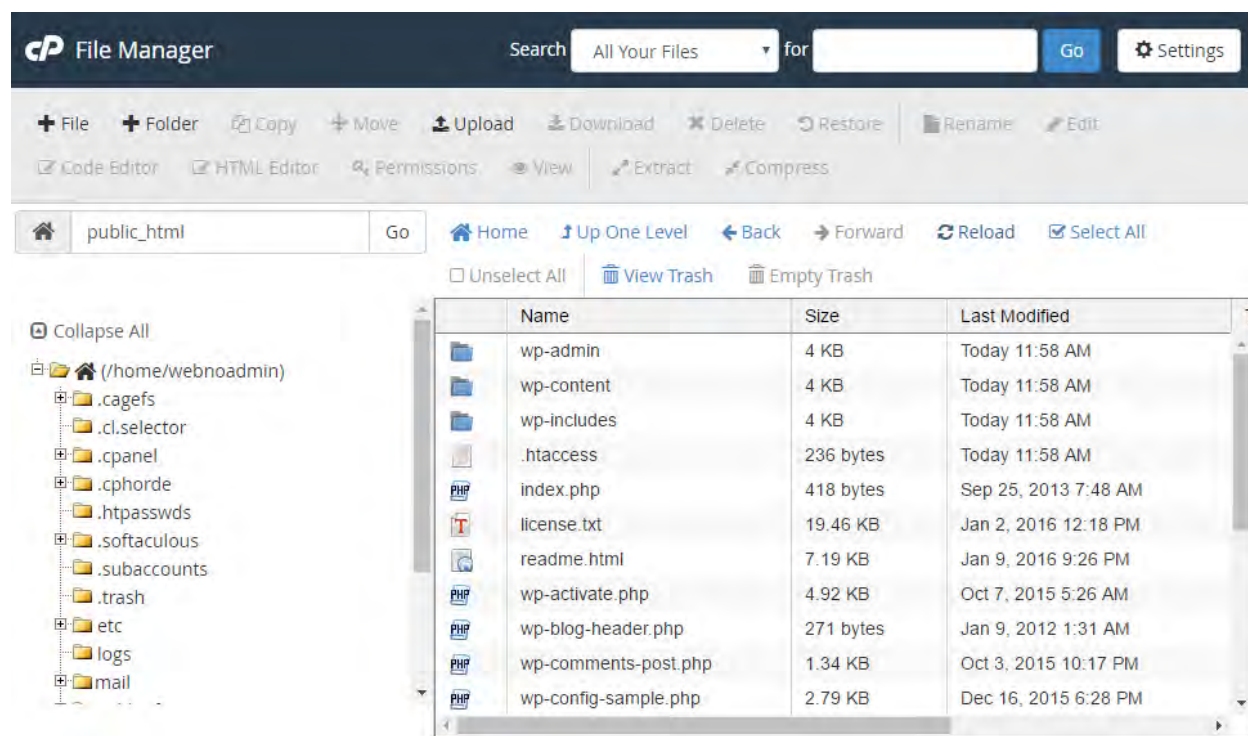 cP File Manager Search All Your Files for Go Settings
File Folder Copy Move Upload Download Delete Restore Rename Edit
Code Editor HTML Editor Permissions View Extract Compress
public_html Go Home Up One Level Back Forward Reload Select All
Unselect All View Trash Empty Trash
Collapse All
(/home/webnoadmin)
.cagefs
.cl.selector
.cpanel
.cphorde
.htpasswds
.softaculous
.subaccounts
.trash
etc
logs
mail
Name Size Last Modified
wp-admin 4 KB Today 11:58 AM
wp-content 4 KB Today 11:58 AM
wp-includes 4 KB Today 11:58 AM
.htaccess 236 bytes Today 11:58 AM
PHP index.php 418 bytes Sep 25, 2013 7:48 AM
T license.txt 19.46 KB Jan 2, 2016 12:18 PM
readme.html 7.19 KB Jan 9, 2016 9:26 PM
PHP wp-activate.php 4.92 KB Oct 7, 2015 5:26 AM
PHP wp-blog-header.php 271 bytes Jan 9, 2012 1:31 AM
PHP wp-comments-post.php 1.34 KB Oct 3, 2015 10:17 PM
PHP wp-config-sample.php 2.79 KB Dec 16, 2015 6:28 PM